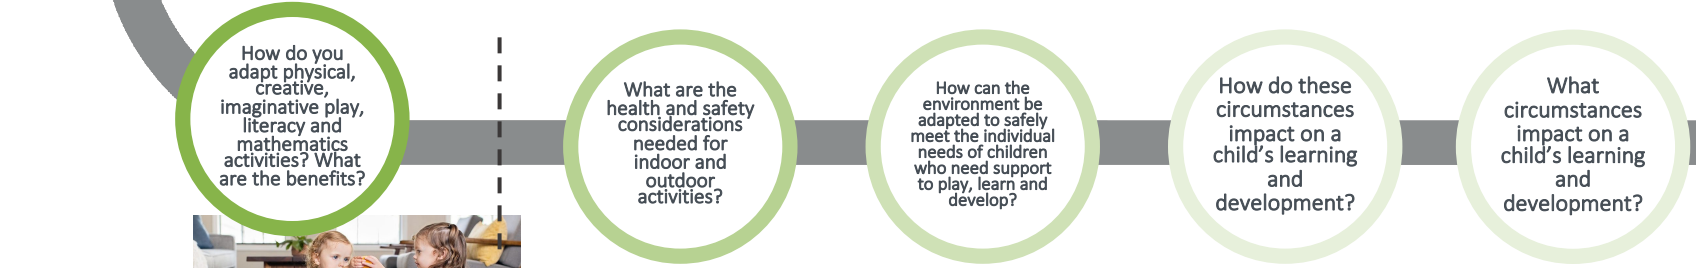 How do you
adapt physical,
creative,
imaginative play,
literacy and
mathematics
activities? What
are the benefits?
What are the
health and safety
considerations
needed for
indoor and
outdoor
activities?
How can the
environment be
adapted to safely
meet the individual
needs of children
who need support
to play, learn and
develop?
How do these
circumstances
impact on a
child’s learning
and
development?
What
circumstances
impact on a
child’s learning
and
development?